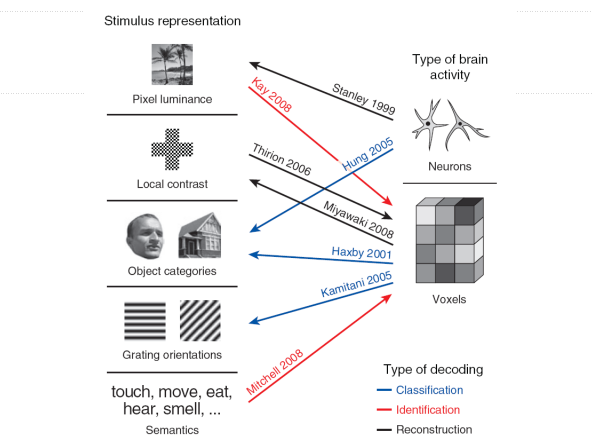 Stimulus representation
Pixel luminance
Local contrast
Object categories
Grating orientations
touch, move, eat,
hear, smell, ...
Semantics
Stanley 1999
Kay 2008
Hung 2005
Thirion 2006
Miyawaki 2008
Haxby 2001
Kamitani 2005
Mitchell 2008
Type of brain
activity
Neurons
Voxels
Type of decoding
Classification
Identification
Reconstruction